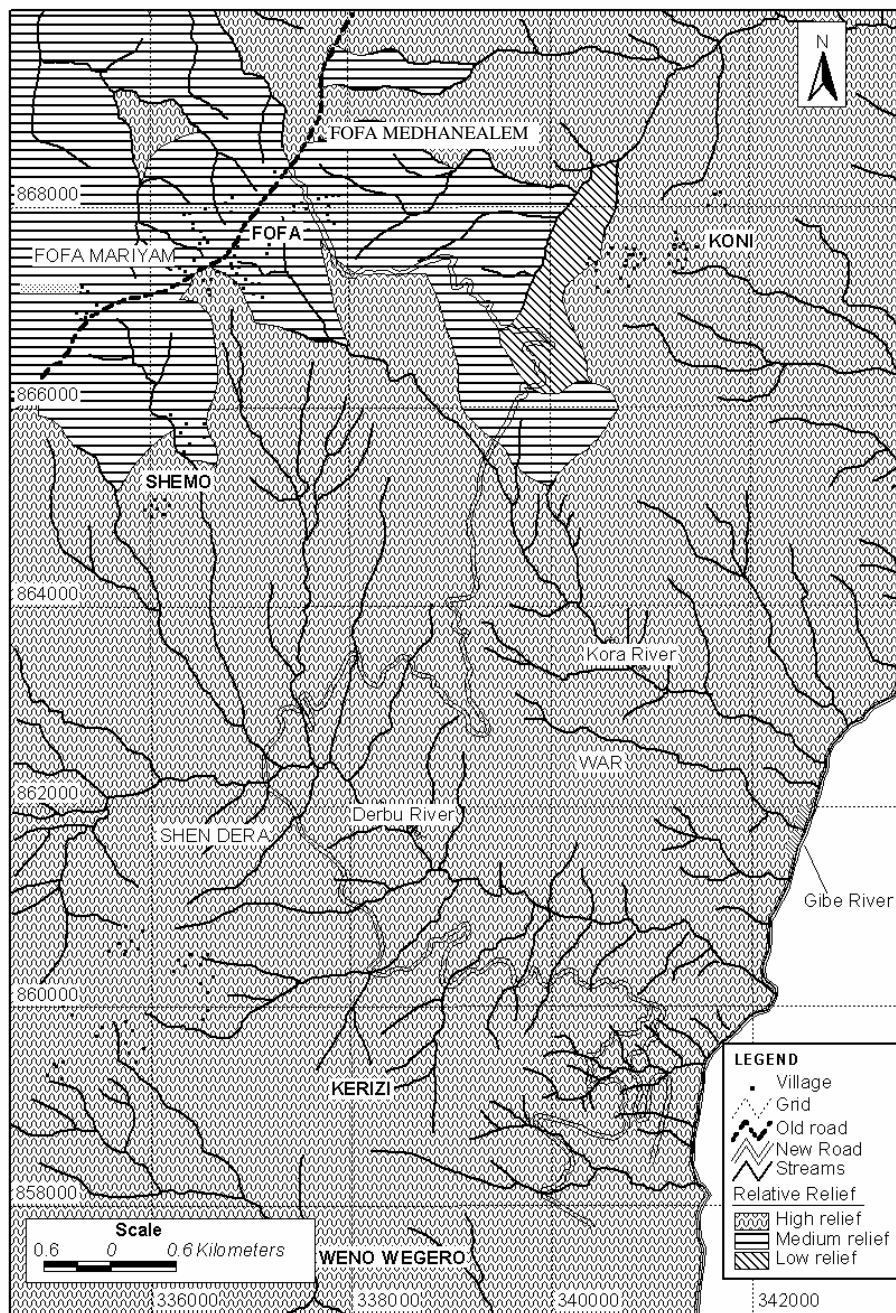 N
FOFA MEDHANEALEM
868000
FOFA
KONI
FOFA MARIYAM
866000
SHEMO
864000
Kora River
WAR
862000
Derbu River
SHEN DERA
Gibe River
860000
KERIZI
858000
LEGEND
Village
Grid
Old road
New Road
Streams
Relative Relief
High relief
Medium relief
Low relief
Scale
0.6 0 0.6 Kilometers
WENO WEGERO
336000 338000 340000 342000